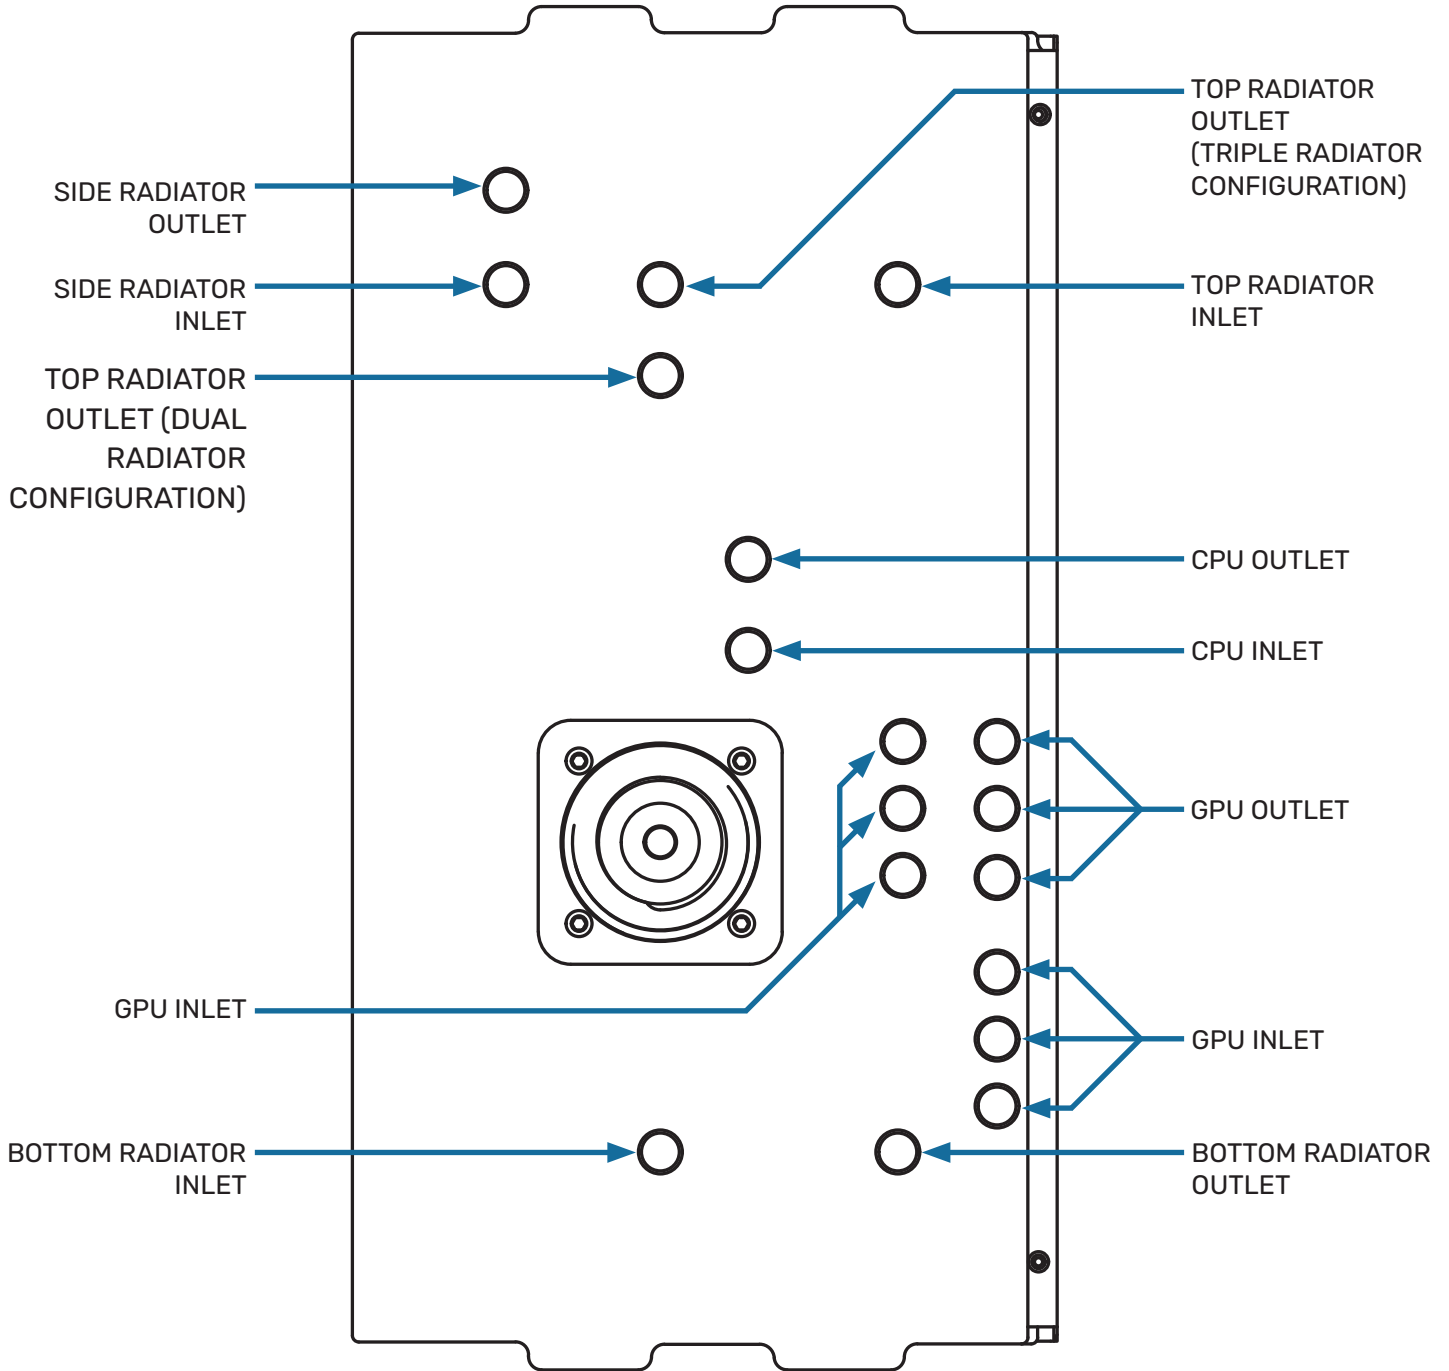 TOP RADIATOR
OUTLET
(TRIPLE RADIATOR
CONFIGURATION)
SIDE RADIATOR
OUTLET
SIDE RADIATOR
INLET
TOP RADIATOR
INLET
TOP RADIATOR
OUTLET (DUAL
RADIATOR
CONFIGURATION)
CPU OUTLET
CPU INLET
GPU OUTLET
GPU INLET
GPU INLET
BOTTOM RADIATOR
INLET
BOTTOM RADIATOR
OUTLET